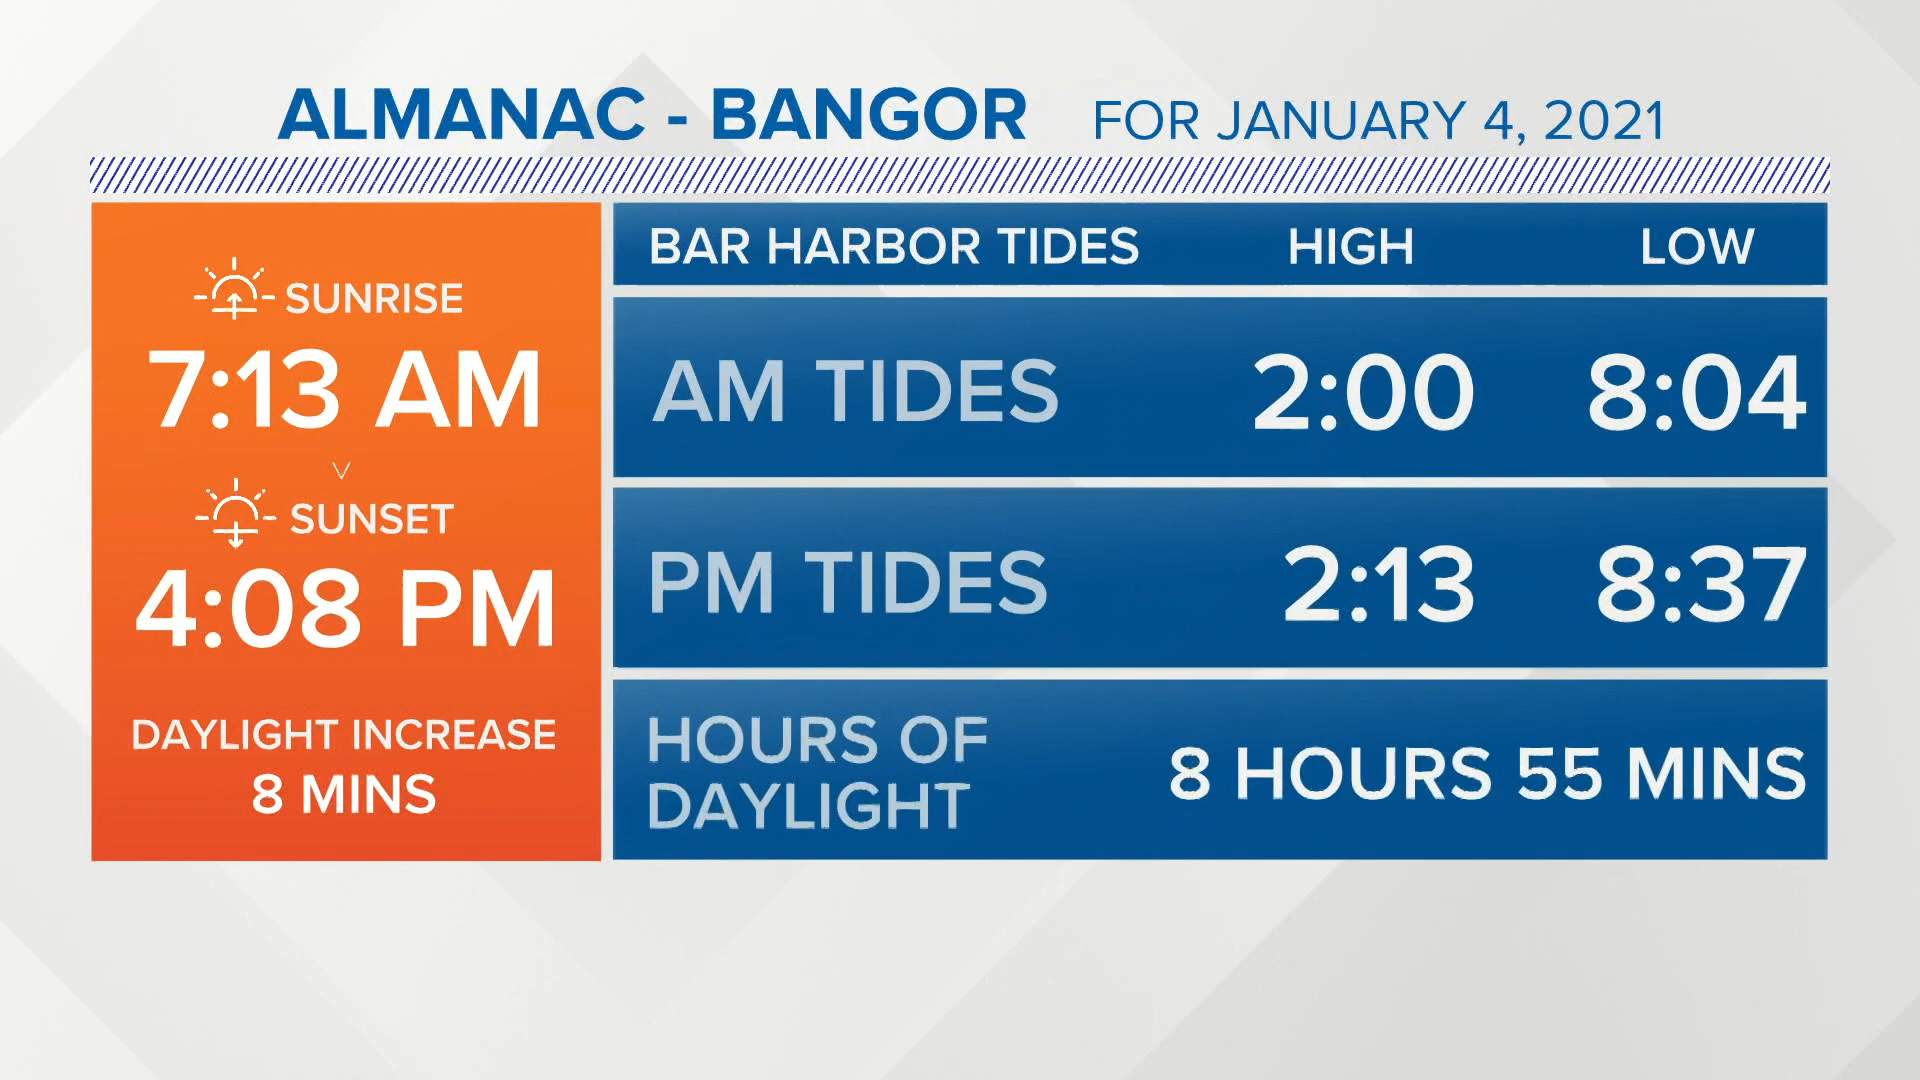 ALMANAC - BANGOR FOR JANUARY 4, 2021
SUNRISE
7:13 AM
SUNSET
4:08 PM
DAYLIGHT INCREASE
8 MINS
BAR HARBOR TIDES HIGH LOW
AM TIDES 2:00 8:04
PM TIDES 2:13 8:37
HOURS OF
DAYLIGHT
8 HOURS 55 MINS